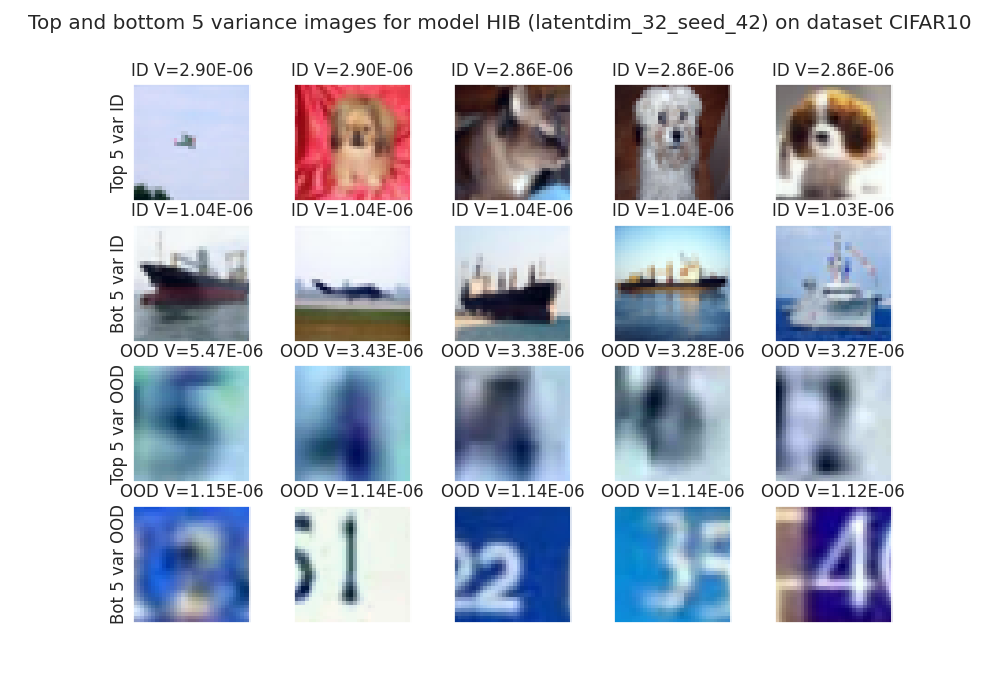 Top and bottom 5 variance images for model HIB (latentdim_32_seed_42) on dataset CIFAR10
ID V=2.90E-06 ID V=2.90E-06 ID V=2.86E-06 ID V=2.86E-06 ID V=2.86E-06
Top 5 var ID
ID V=1.04E-06 ID V=1.04E-06 ID V=1.04E-06 ID V=1.04E-06 ID V=1.03E-06
Bot 5 var ID
OOD V=5.47E-06 OOD V=3.43E-06 OOD V=3.38E-06 OOD V=3.28E-06 OOD V=3.27E-06
Top 5 var OOD
OOD V=1.15E-06 OOD V=1.14E-06 OOD V=1.14E-06 OOD V=1.14E-06 OOD V=1.12E-06
Bot 5 var OOD
51 22 35 4